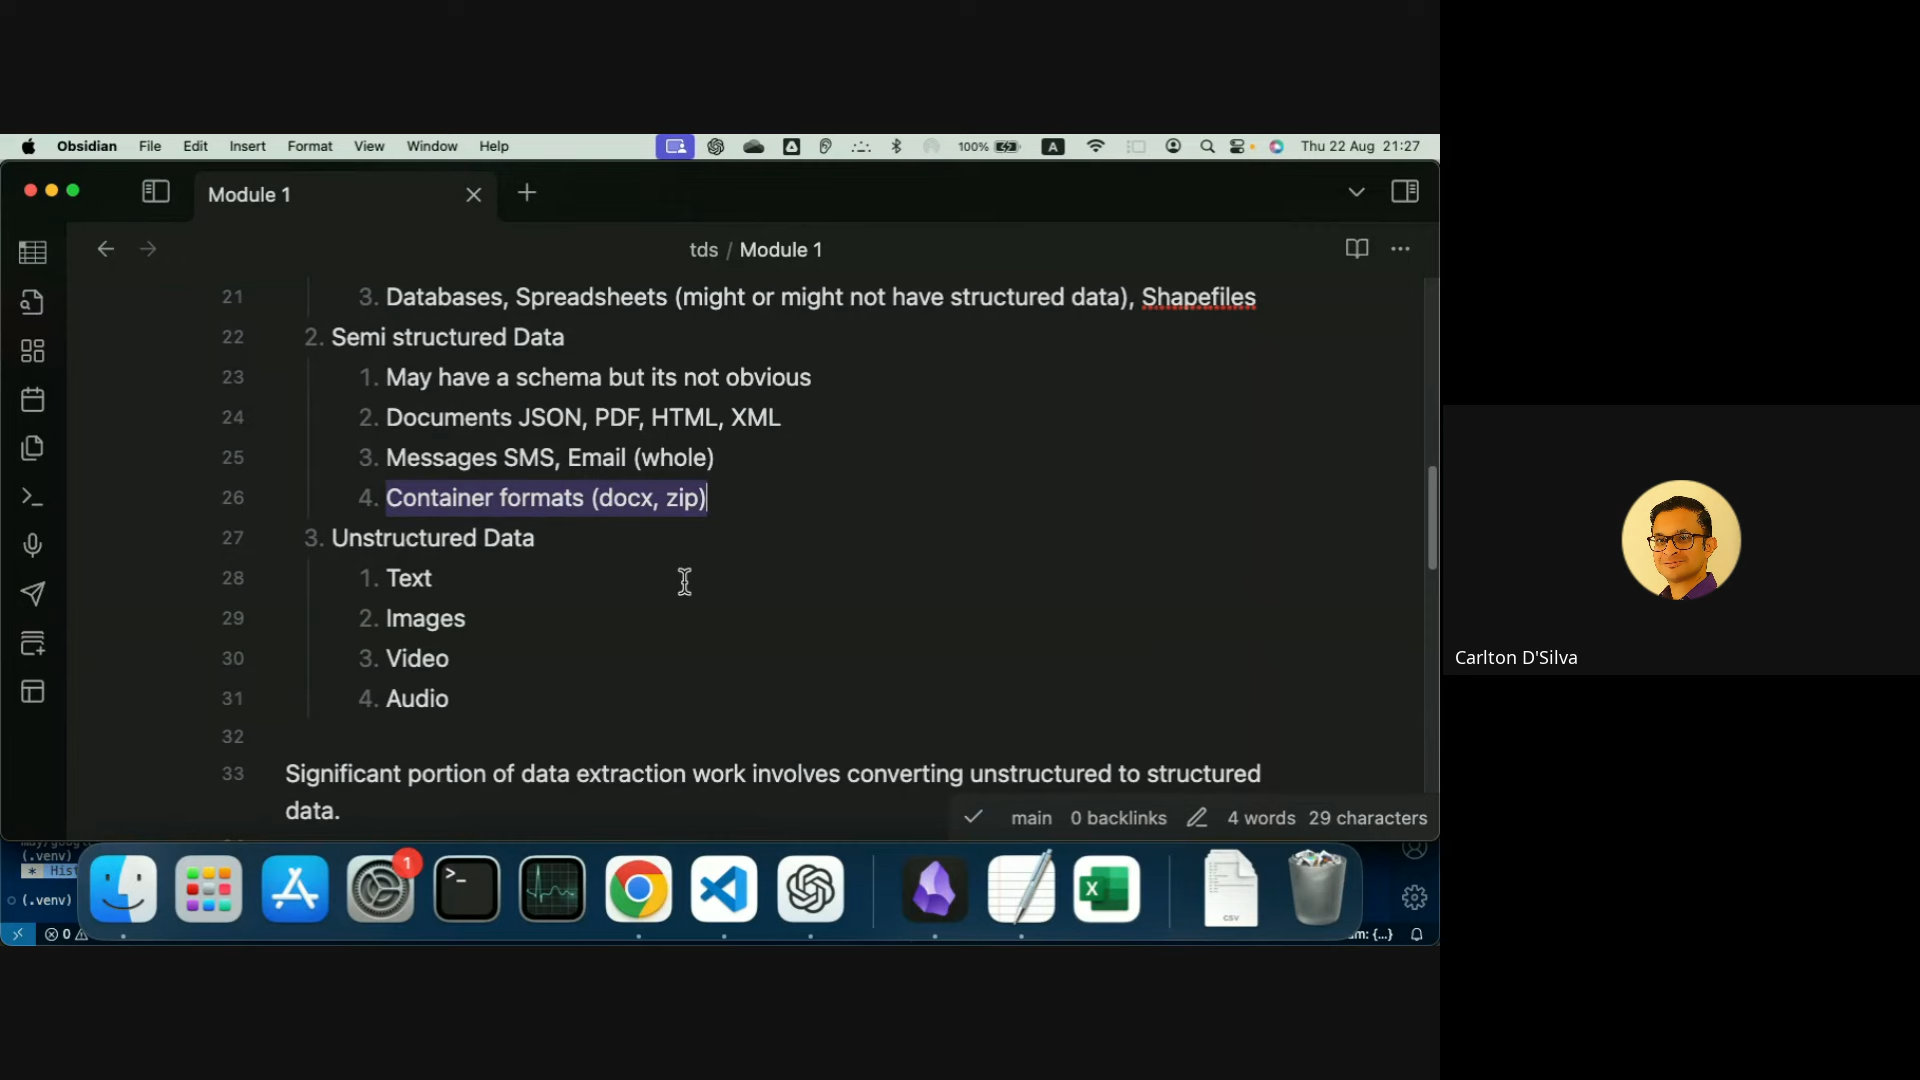 Obsidian File Edit Insert Format View Window Help 100% A Thu 22 Aug 21:27
Module 1
tds / Module 1
21 3. Databases, Spreadsheets (might or might not have structured data), Shapefiles
22 2. Semi structured Data
23 1. May have a schema but its not obvious
24 2. Documents JSON, PDF, HTML, XML
25 3. Messages SMS, Email (whole)
26 4. Container formats (docx, zip)
27 3. Unstructured Data
28 1. Text
29 2. Images
30 3. Video
31 4. Audio
32
33 Significant portion of data extraction work involves converting unstructured to structured
data.
main 0 backlinks 4 words 29 characters
(.venv)
* Hist
1
>_
CSV
(.venv)
0
{...}
Carlton D'Silva